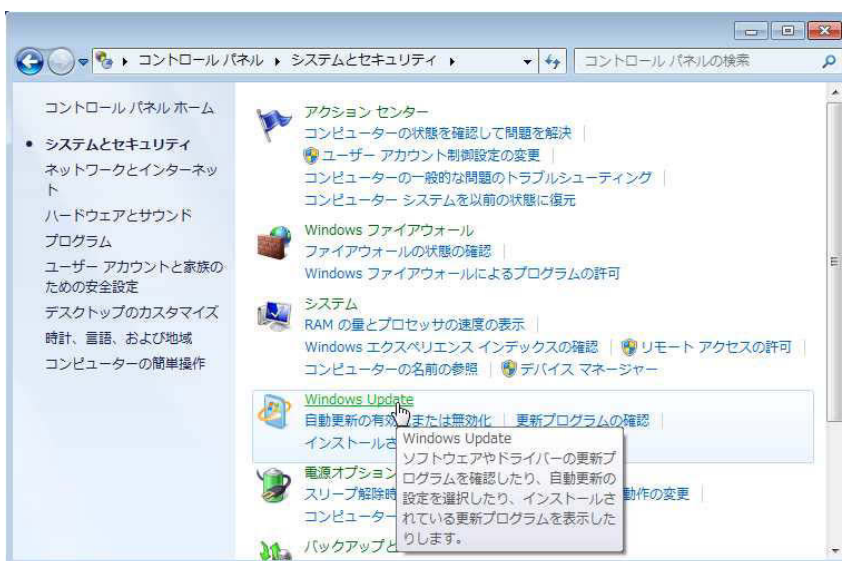 コントロール パネル ▸ システムとセキュリティ ▸
コントロール パネルの検索
コントロール パネル ホーム
システムとセキュリティ
ネットワークとインターネッ
ト
ハードウェアとサウンド
プログラム
ユーザー アカウントと家族の
ための安全設定
デスクトップのカスタマイズ
時計、言語、および地域
コンピューターの簡単操作
アクション センター
コンピューターの状態を確認して問題を解決
ユーザー アカウント制御設定の変更
コンピューターの一般的な問題のトラブルシューティング
コンピューター システムを以前の状態に復元
Windows ファイアウォール
ファイアウォールの状態の確認
Windows ファイアウォールによるプログラムの許可
システム
RAM の量とプロセッサの速度の表示
Windows エクスペリエンス インデックスの確認 リモート アクセスの許可
コンピューターの名前の参照 デバイス マネージャー
Windows Update
自動更新の有効 または無効化 更新プログラムの確認
インストールさ
Windows Update
ソフトウェアやドライバーの更新プ
ログラムを確認したり、自動更新の
設定を選択したり、インストールさ
れている更新プログラムを表示した
りします。
電源オプション
スリープ解除時 動作の変更
コンピューター
バックアップと